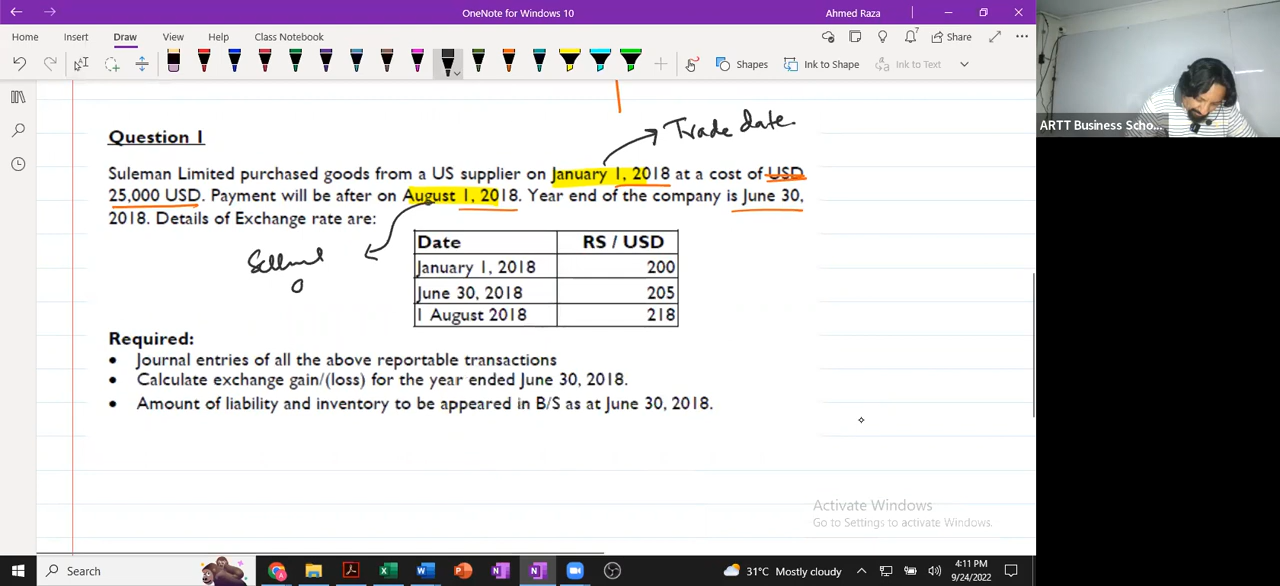 OneNote for Windows 10
Ahmed Raza
Home Insert Draw View Help Class Notebook
Share
Shapes Ink to Shape Ink to Text
ARTT Business Scho...
Trade date
Question 1
Suleman Limited purchased goods from a US supplier on January 1, 2018 at a cost of USD
25,000 USD. Payment will be after on August 1, 2018. Year end of the company is June 30,
2018. Details of Exchange rate are:
Date RS / USD
January 1, 2018 200
June 30, 2018 205
1 August 2018 218
Required:
• Journal entries of all the above reportable transactions
• Calculate exchange gain/(loss) for the year ended June 30, 2018.
• Amount of liability and inventory to be appeared in B/S as at June 30, 2018.
Activate Windows
Go to Settings to activate Windows.
Search
31°C Mostly cloudy
4:11 PM
9/24/2022